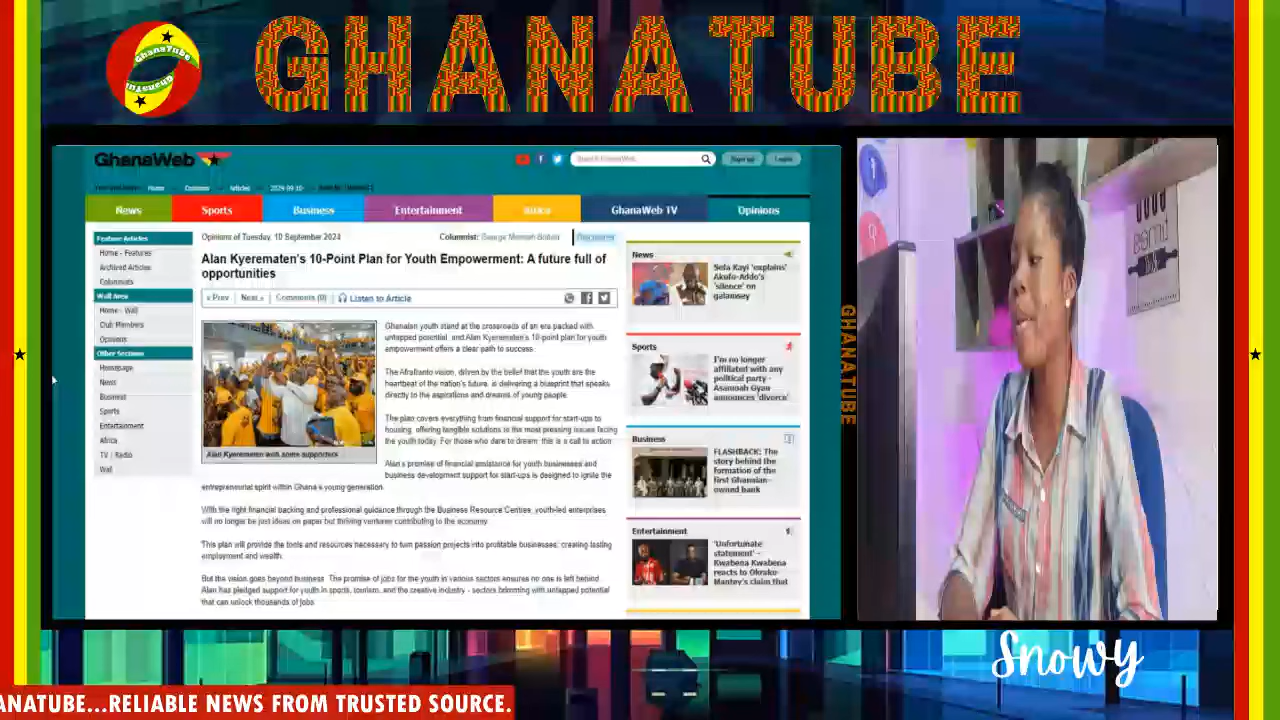 GHANATUBE
GhanaTube
GhanaTube
GhanaWeb
Search GhanaWeb
Sign up
Login
Home
Opinions
Articles
News
Sports
Business
Entertainment
Africa
GhanaWeb TV
Opinions
Feature Articles
Home - Features
Archived Articles
Columnists
Wall Area
Home - Wall
Club Members
Opinions
Other Sections
Homepage
News
Business
Sports
Entertainment
Africa
TV | Radio
Wall
Opinions of Tuesday, 10 September 2024
Columnist:
Disclaimer
Alan Kyerematen's 10-Point Plan for Youth Empowerment: A future full of
opportunities
« Prev
Next »
Comments (0)
Listen to Article
Alan Kyerematen with some supporters
Ghanaian youth stand at the crossroads of an era packed with
untapped potential, and Alan Kyerematen's 10-point plan for youth
empowerment offers a clear path to success.
The Afrafranto vision, driven by the belief that the youth are the
heartbeat of the nation's future, is delivering a blueprint that speaks
directly to the aspirations and dreams of young people.
The plan covers everything from financial support for start-ups to
housing, offering tangible solutions to the most pressing issues facing
the youth today. For those who dare to dream, this is a call to action.
Alan's promise of financial assistance for youth businesses and
business development support for start-ups is designed to ignite the
entrepreneurial spirit within Ghana's young generation.
With the right financial backing and professional guidance through the Business Resource Centres, youth-led enterprises
will no longer be just ideas on paper but thriving ventures contributing to the economy.
This plan will provide the tools and resources necessary to turn passion projects into profitable businesses, creating lasting
employment and wealth.
But the vision goes beyond business. The promise of jobs for the youth in various sectors ensures no one is left behind.
Alan has pledged support for youth in sports, tourism, and the creative industry - sectors brimming with untapped potential
that can unlock thousands of jobs.
News
Sela Kayi 'explains'
Akufo-Addo's
'silence' on
galamsey
Sports
I'm no longer
affiliated with any
political party -
Asamoah Gyan
announces 'divorce'
Business
FLASHBACK: The
story behind the
formation of the
first Ghanaian-
owned bank
Entertainment
'Unfortunate
statement' -
Kwabena Kwabena
reacts to Okraku-
Mantey's claim that
GHANATUBE
Snowy
ANATUBE...RELIABLE NEWS FROM TRUSTED SOURCE.